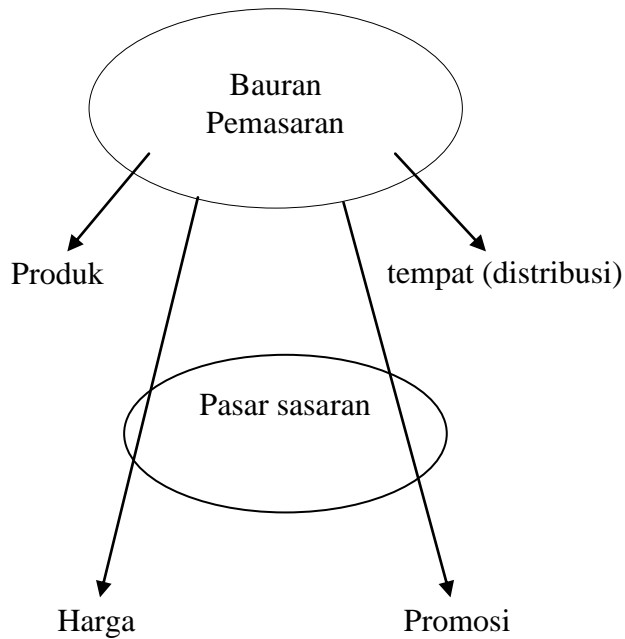 Bauran
Pemasaran
Produk
tempat (distribusi)
Pasar sasaran
Harga
Promosi